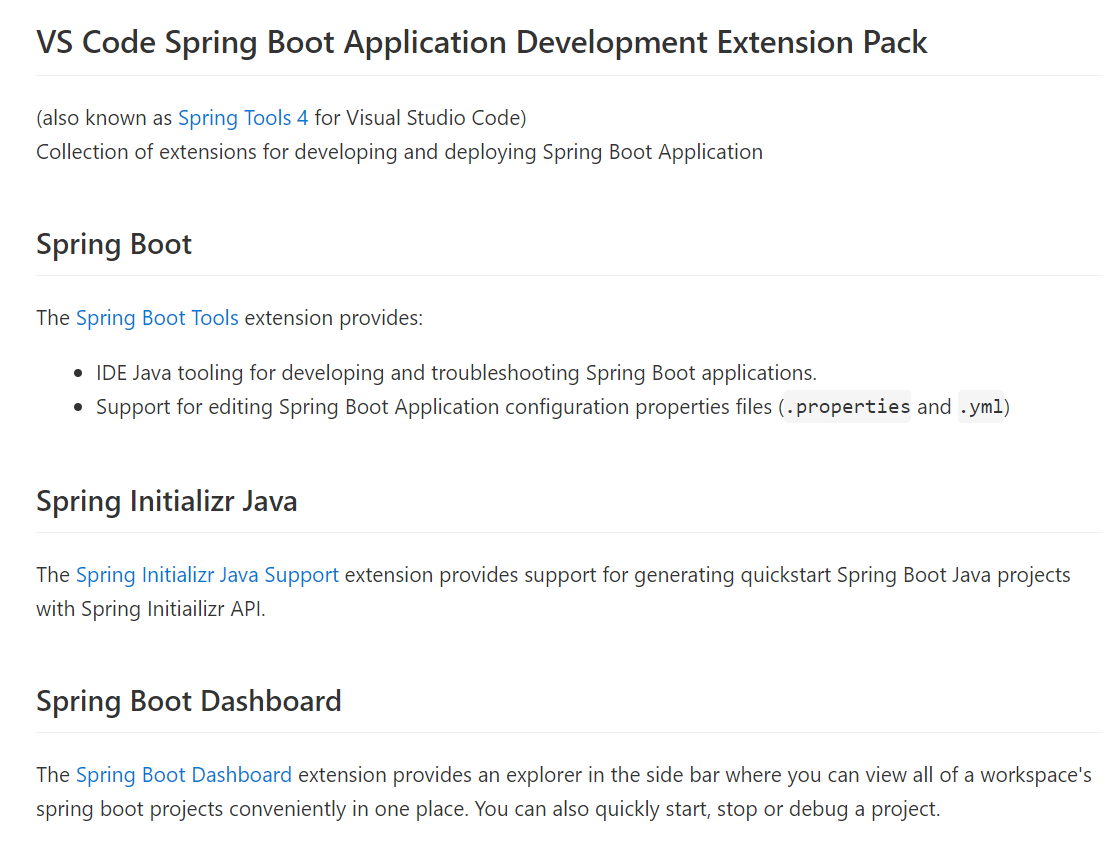 VS Code Spring Boot Application Development Extension Pack
(also known as Spring Tools 4 for Visual Studio Code)
Collection of extensions for developing and deploying Spring Boot Application
Spring Boot
The Spring Boot Tools extension provides:
• IDE Java tooling for developing and troubleshooting Spring Boot applications.
• Support for editing Spring Boot Application configuration properties files (.properties and .yml)
Spring Initializr Java
The Spring Initializr Java Support extension provides support for generating quickstart Spring Boot Java projects
with Spring Initiailizr API.
Spring Boot Dashboard
The Spring Boot Dashboard extension provides an explorer in the side bar where you can view all of a workspace's
spring boot projects conveniently in one place. You can also quickly start, stop or debug a project.